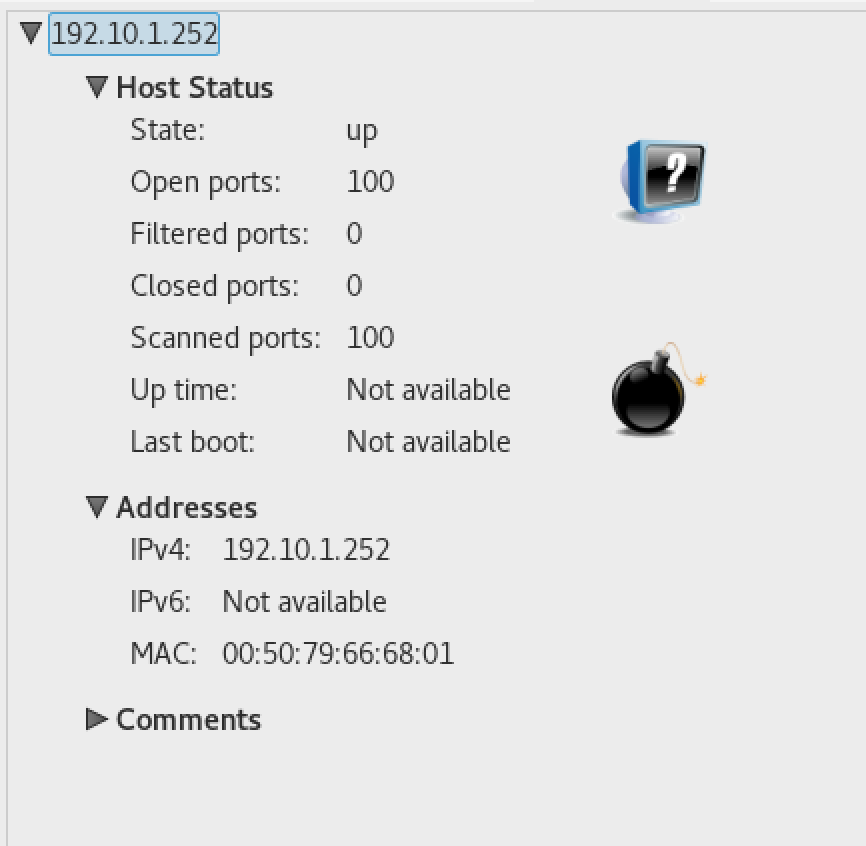 192.10.1.252
Host Status
State: up
Open ports: 100
Filtered ports: 0
Closed ports: 0
Scanned ports: 100
Up time: Not available
Last boot: Not available
Addresses
IPv4: 192.10.1.252
IPv6: Not available
MAC: 00:50:79:66:68:01
Comments
?